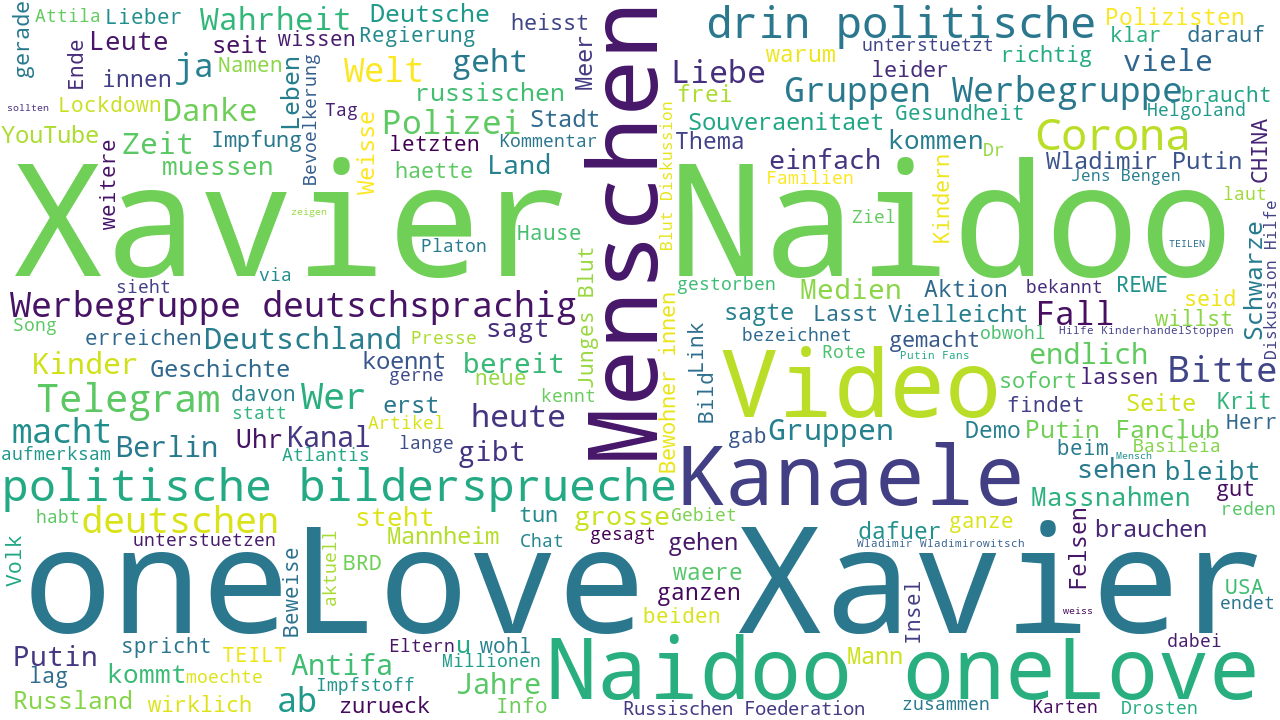 gerade
Attila
Lieber
Wahrheit
Deutsche
heisst
drin politische
Polizisten
Ende
Leute
seit
wissen
Regierung
Meer
warum
unterstuetzt
richtig
klar
darauf
innen
ja
Namen
Welt
geht
Liebe
leider
viele
sollten
Lockdown
Danke
Leben
Bevoelkerung
Tag
russischen
frei
Gruppen Werbegruppe
braucht
YouTube
Zeit
Impfung
Polizei
Stadt
Souveraenitaet
Gesundheit
Helgoland
weitere
muessen
Weisse
letzten
Kommentar
Menschen
Blut Diskussion
Thema
kommen
Dr
Corona
CHINA
haette
Land
einfach
Kindern
Wladimir Putin
Familien
Jens Bengen
laut
Xavier
Naidoo
zeigen
Platon
Hause
Ziel
TEILEN
Schwarze
Diskussion Hilfe
via
sieht
gestorben
Medien
Aktion
bekannt
REWE
seid
Werbegruppe deutschsprachig
Junges Blut
Bewohner innen
sagte
Lasst
Vielleicht
Fall
willst
Song
erreichen
Deutschland
Presse
sagt
Link
bezeichnet
gemacht
obwohl
Hilfe KinderhandelStoppen
Kinder
Geschichte
koennt
bereit
Video
Rote
Putin Fans
endlich
Bitte
gerne
neue
sofort
lassen
Telegram
davon
Wer
erst
kennt
Bild
findet
Seite
Krit
statt
Artikel
heute
macht
Berlin
Uhr
Kanal
lange
gibt
gab
Gruppen
Demo
Putin Fanclub
Herr
aufmerksam
Atlantis
beim
Basileia
Mensch
politische bildersprueche
Kanaele
sehen
bleibt
Massnahmen
gut
habt
deutschen
steht
tun
grosse
Gebiet
dafuer
ganze
reden
Volk
unterstuetzen
Mannheim
Chat
gesagt
gehen
Wladimir Wladimirowitsch
Felsen
brauchen
oneLove Xavier
Beweise
aktuell
BRD
waere
ganzen
beiden
Insel
weiss
USA
endet
Putin
spricht
TEILT
Eltern
u
wohl
Naidoo oneLove
Mann
dabei
lag
kommt
moechte
Antifa
Millionen
Impfstoff
Jahre
Russland
wirklich
ab
zurueck
Info
Russischen Foederation
zusammen
Karten
Drosten